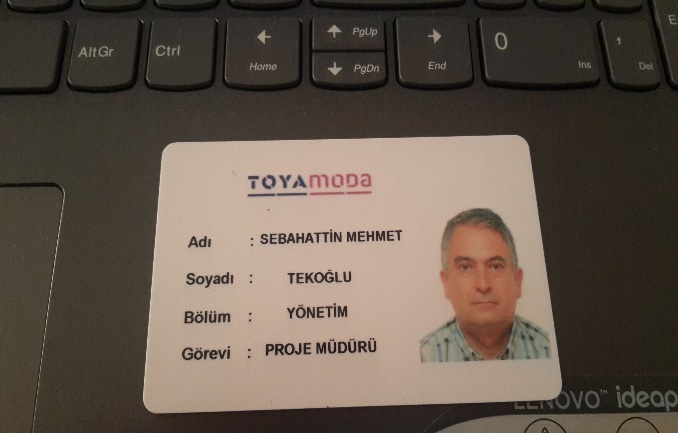 AltGr
Ctrl
Home
PgUp
PgDn
End
0
Ins
,
Del
TOYAMODA
Adı : SEBAHATTİN MEHMET
Soyadı : TEKOĞLU
Bölüm : YÖNETİM
Görevi : PROJE MÜDÜRÜ
LENOVO™ ideap